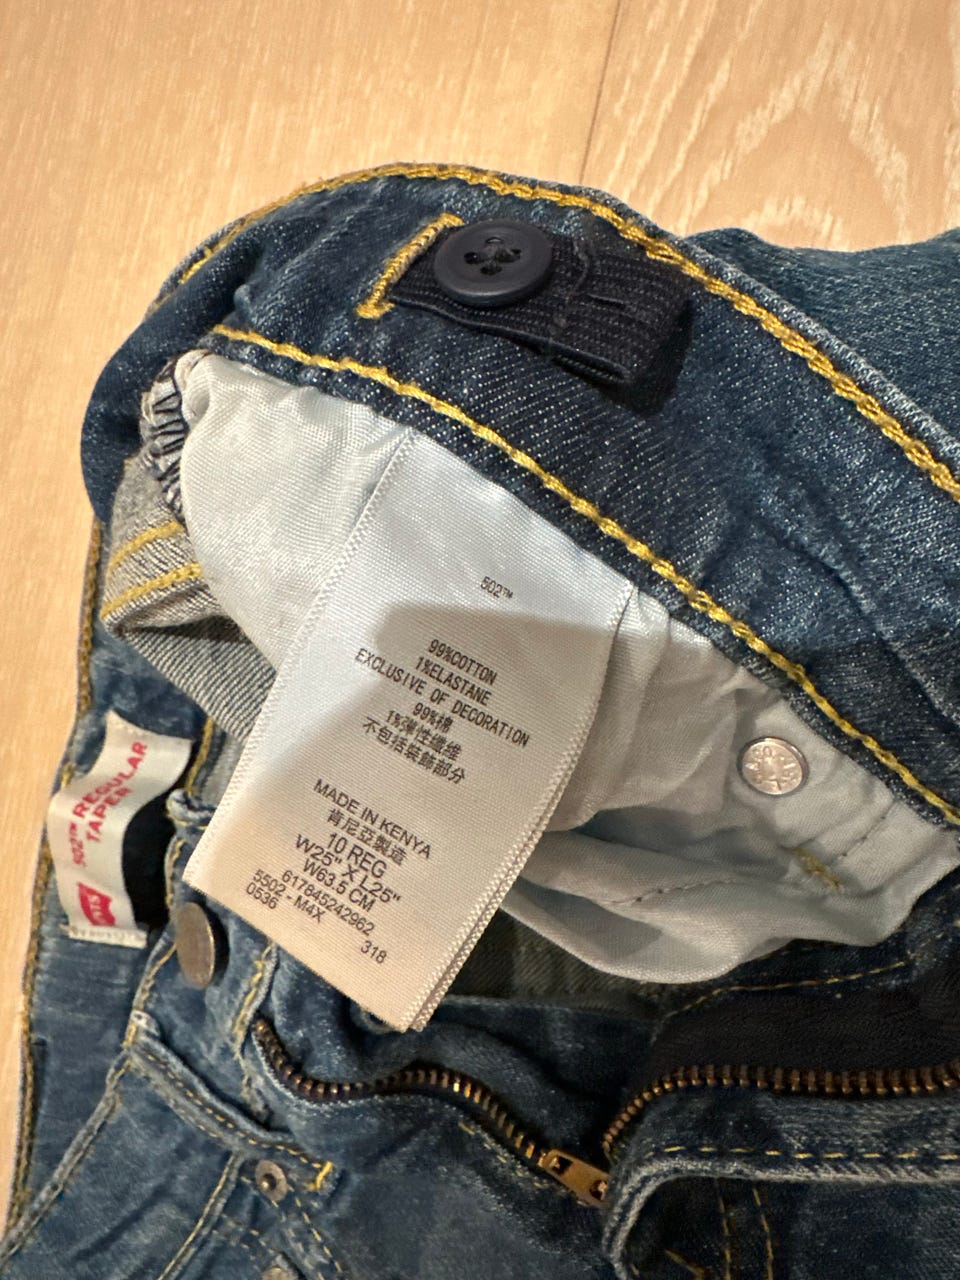 502™
99%COTTON
1%ELASTANE
EXCLUSIVE OF DECORATION
99%棉
1%彈性纖維
不包括裝飾部分
MADE IN KENYA
肯尼亞製造
10 REG
W25" X L25"
W63.5 CM
617845242962
5502 - M4X
0536
318
502™ REGULAR
TAPER